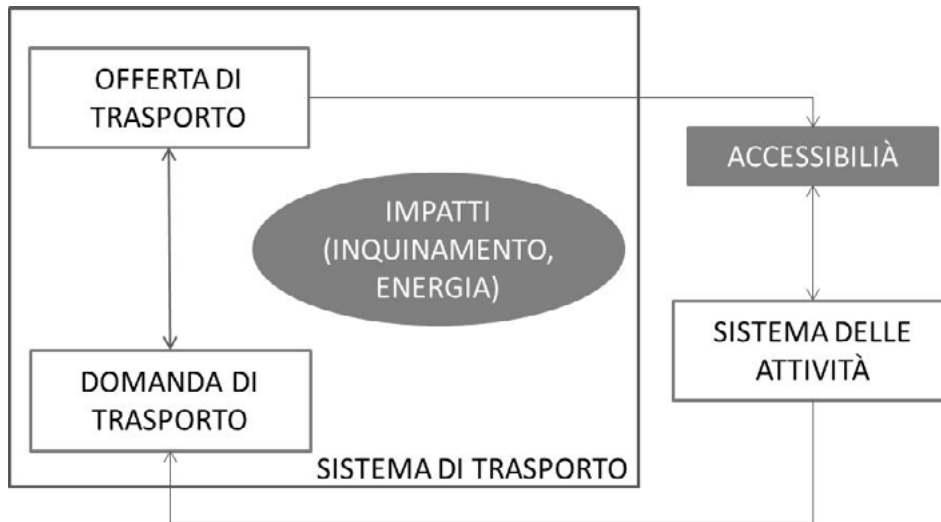 OFFERTA DI
TRASPORTO
ACCESSIBILIÀ
IMPATTI
(INQUINAMENTO,
ENERGIA)
SISTEMA DELLE
ATTIVITÀ
DOMANDA DI
TRASPORTO
SISTEMA DI TRASPORTO